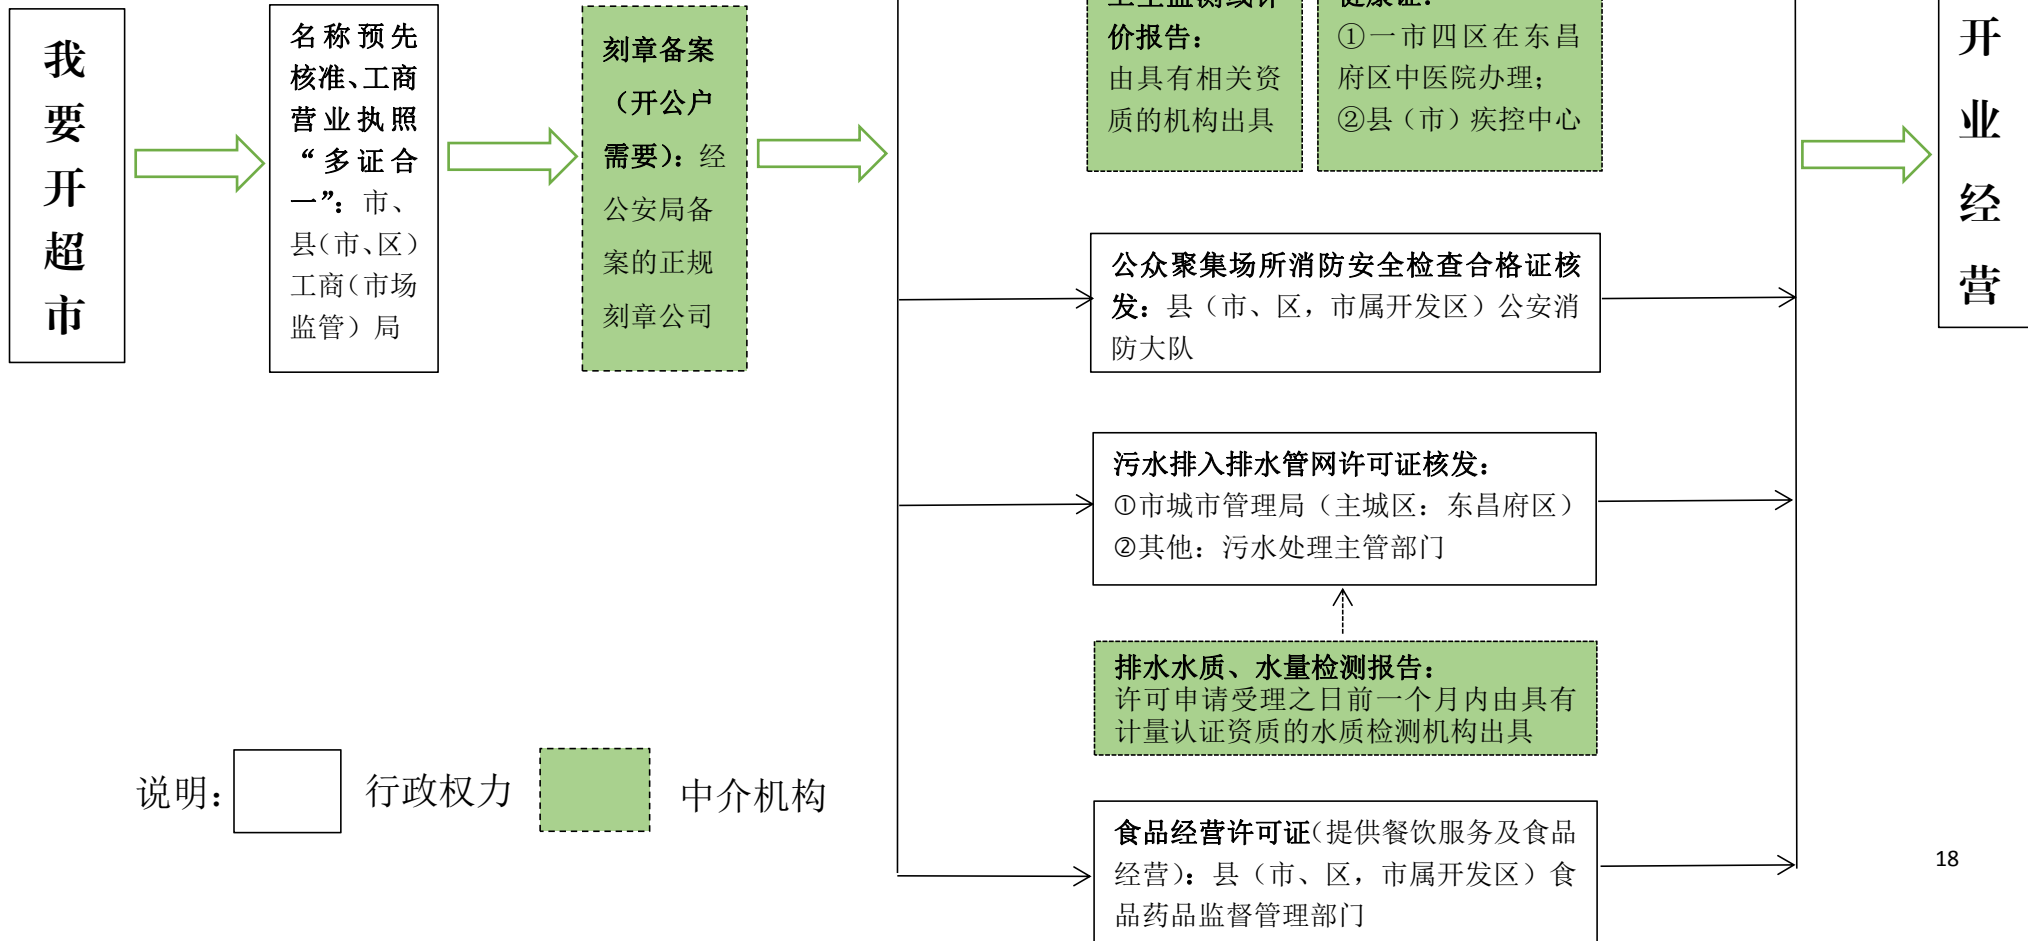 我
要
开
超
市
名称预先
核准、工商
营业执照
“多证合
一”：市、
县（市、区）
工商（市场
监管）局
刻章备案
（开公户
需要）：经
公安局备
案的正规
刻章公司
价报告：
由具有相关资
质的机构出具
健康证：
①一市四区在东昌
府区中医院办理；
②县（市）疾控中心
公众聚集场所消防安全检查合格证核
发：县（市、区，市属开发区）公安消
防大队
污水排入排水管网许可证核发：
①市城市管理局（主城区：东昌府区）
②其他：污水处理主管部门
排水水质、水量检测报告：
许可申请受理之日前一个月内由具有
计量认证资质的水质检测机构出具
食品经营许可证（提供餐饮服务及食品
经营）：县（市、区，市属开发区）食
品药品监督管理部门
开
业
经
营
说明：
行政权力
中介机构
18